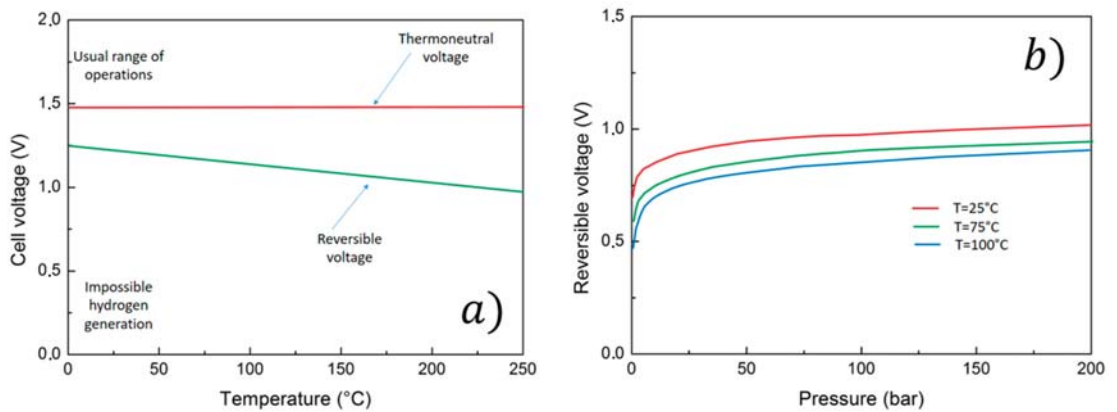 2.0
1.5
1.0
0.5
0.0
Cell voltage (V)
Usual range of
operations
Thermoneutral
voltage
Reversible
voltage
Impossible
hydrogen
generation
a)
0 50 100 150 200 250
Temperature (°C)
1.5
1.0
0.5
0.0
Reversible voltage (V)
b)
T=25°C
T=75°C
T=100°C
0 50 100 150 200
Pressure (bar)